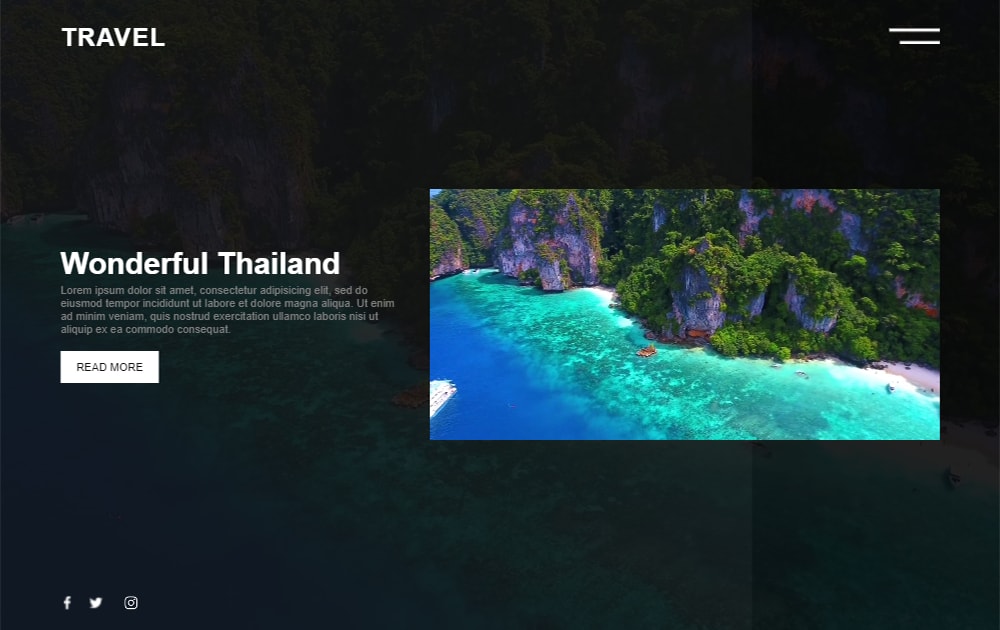 TRAVEL
Wonderful Thailand
Lorem ipsum dolor sit amet, consectetur adipisicing elit, sed do
eiusmod tempor incididunt ut labore et dolore magna aliqua. Ut enim
ad minim veniam, quis nostrud exercitation ullamco laboris nisi ut
aliquip ex ea commodo consequat.
READ MORE